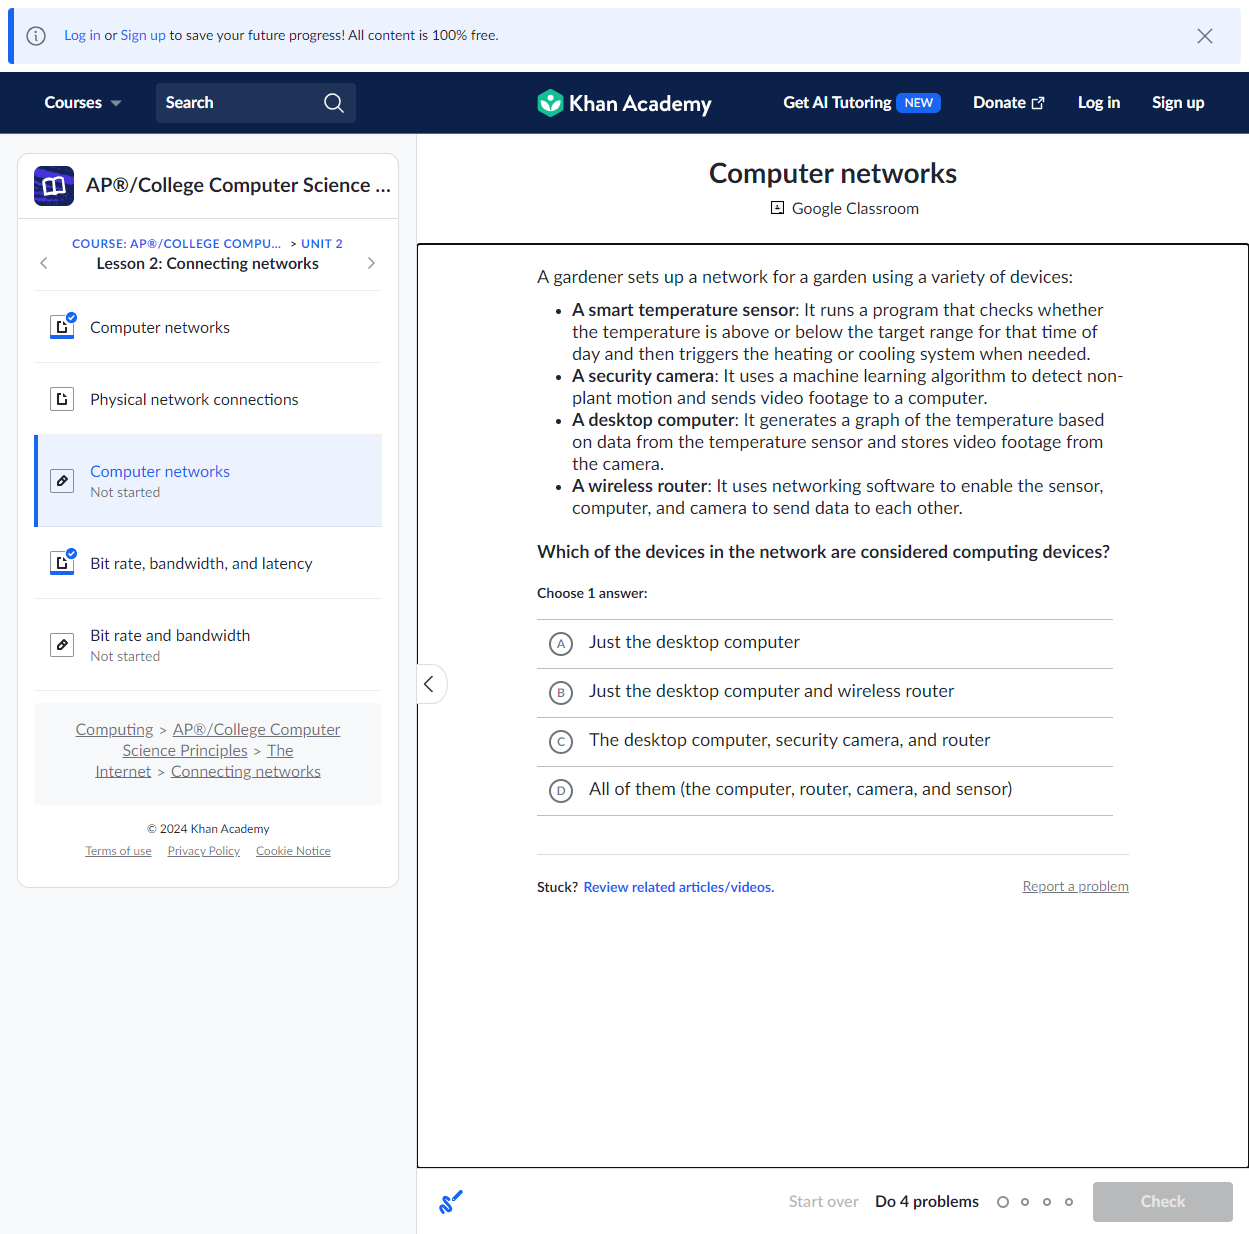 Log in or Sign up to save your future progress! All content is 100% free.
Courses
Search
Khan Academy
Get AI Tutoring NEW
Donate
Log in
Sign up
AP®/College Computer Science ...
COURSE: AP®/COLLEGE COMPU... > UNIT 2
Lesson 2: Connecting networks
Computer networks
Physical network connections
Computer networks
Not started
Bit rate, bandwidth, and latency
Bit rate and bandwidth
Not started
Computing > AP®/College Computer
Science Principles > The
Internet > Connecting networks
© 2024 Khan Academy
Terms of use Privacy Policy Cookie Notice
Computer networks
Google Classroom
A gardener sets up a network for a garden using a variety of devices:
• A smart temperature sensor: It runs a program that checks whether
the temperature is above or below the target range for that time of
day and then triggers the heating or cooling system when needed.
• A security camera: It uses a machine learning algorithm to detect non-
plant motion and sends video footage to a computer.
• A desktop computer: It generates a graph of the temperature based
on data from the temperature sensor and stores video footage from
the camera.
• A wireless router: It uses networking software to enable the sensor,
computer, and camera to send data to each other.
Which of the devices in the network are considered computing devices?
Choose 1 answer:
A Just the desktop computer
B Just the desktop computer and wireless router
C The desktop computer, security camera, and router
D All of them (the computer, router, camera, and sensor)
Stuck? Review related articles/videos.
Report a problem
Start over
Do 4 problems
Check